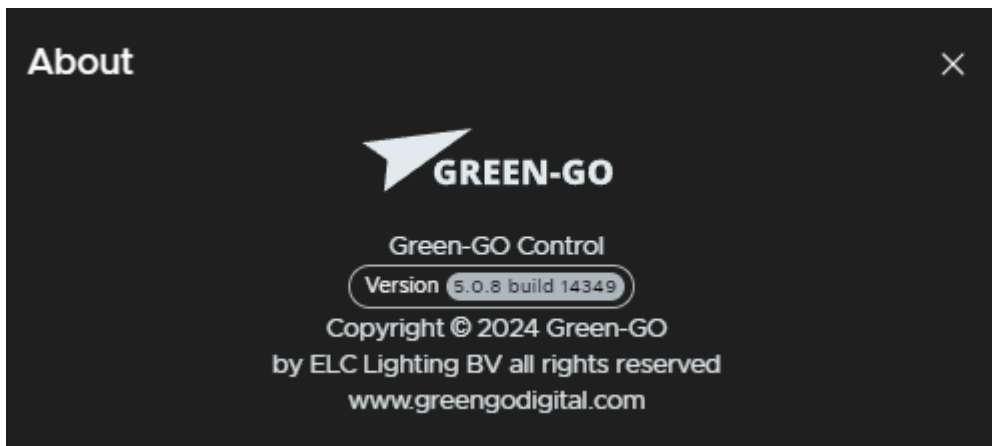 About
GREEN-GO
Green-GO Control
Version 5.0.8 build 14349
Copyright © 2024 Green-GO
by ELC Lighting BV all rights reserved
www.greengodigital.com